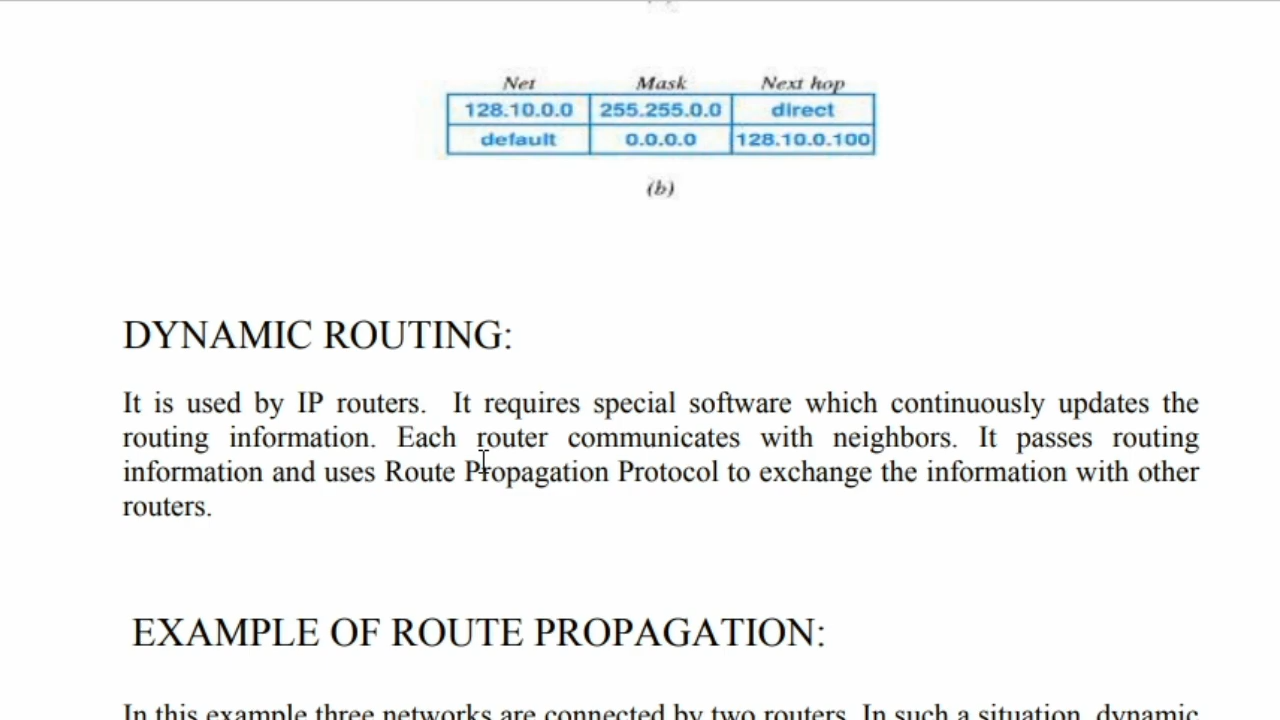 Net Mask Next hop
128.10.0.0 255.255.0.0 direct
default 0.0.0.0 128.10.0.100
(b)
DYNAMIC ROUTING:
It is used by IP routers. It requires special software which continuously updates the
routing information. Each router communicates with neighbors. It passes routing
information and uses Route Propagation Protocol to exchange the information with other
routers.
EXAMPLE OF ROUTE PROPAGATION:
In this example three networks are connected by two routers. In such a situation, dynamic